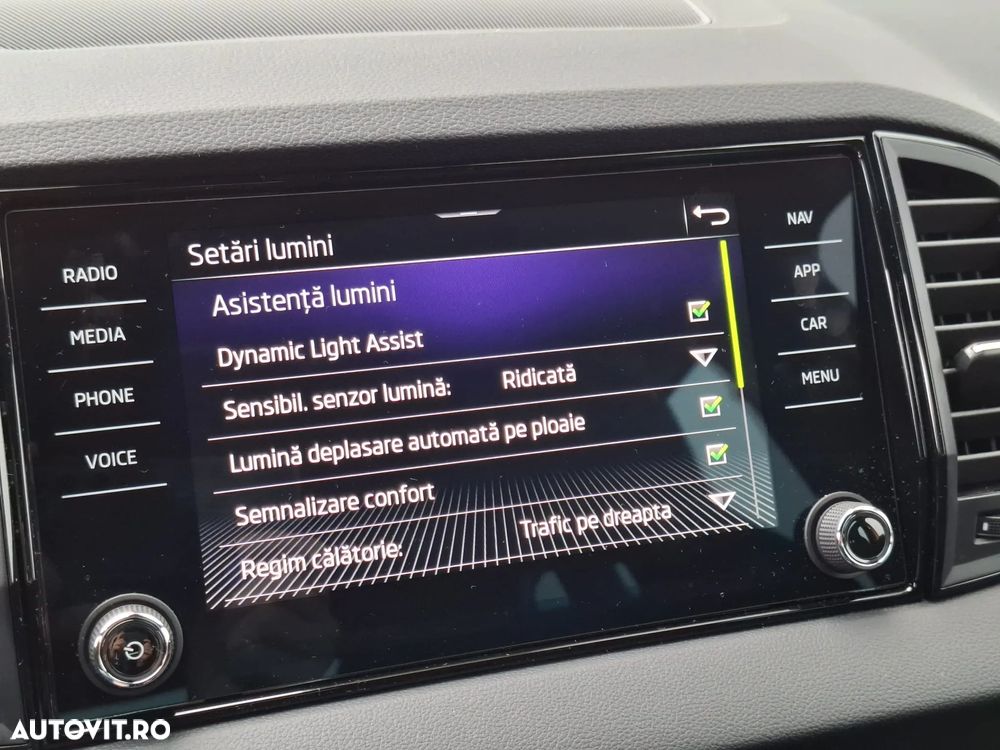 RADIO
MEDIA
PHONE
VOICE
Setări lumini
Asistență lumini
Dynamic Light Assist
Sensibil. senzor lumină: Ridicată
Lumină deplasare automată pe ploaie
Semnalizare confort
Regim călătorie: Trafic pe dreapta
NAV
APP
CAR
MENU
AUTOVIT.RO